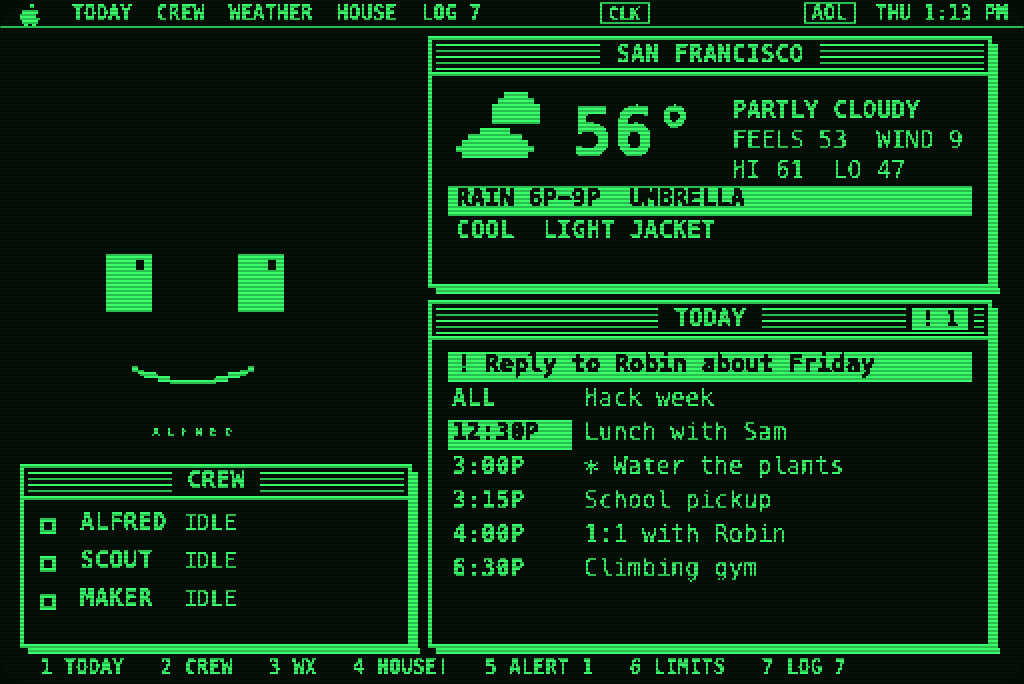 TODAY CREW WEATHER HOUSE LOG 7 CLK AOL THU 1:13 PM
SAN FRANCISCO
56° PARTLY CLOUDY
FEELS 53 WIND 9
HI 61 LO 47
RAIN 6P-9P UMBRELLA
COOL LIGHT JACKET
ALFRED
CREW
ALFRED IDLE
SCOUT IDLE
MAKER IDLE
TODAY ! 1
! Reply to Robin about Friday
ALL Hack week
12:30P Lunch with Sam
3:00P * Water the plants
3:15P School pickup
4:00P 1:1 with Robin
6:30P Climbing gym
1 TODAY 2 CREW 3 WX 4 HOUSE! 5 ALERT 1 6 LIMITS 7 LOG 7